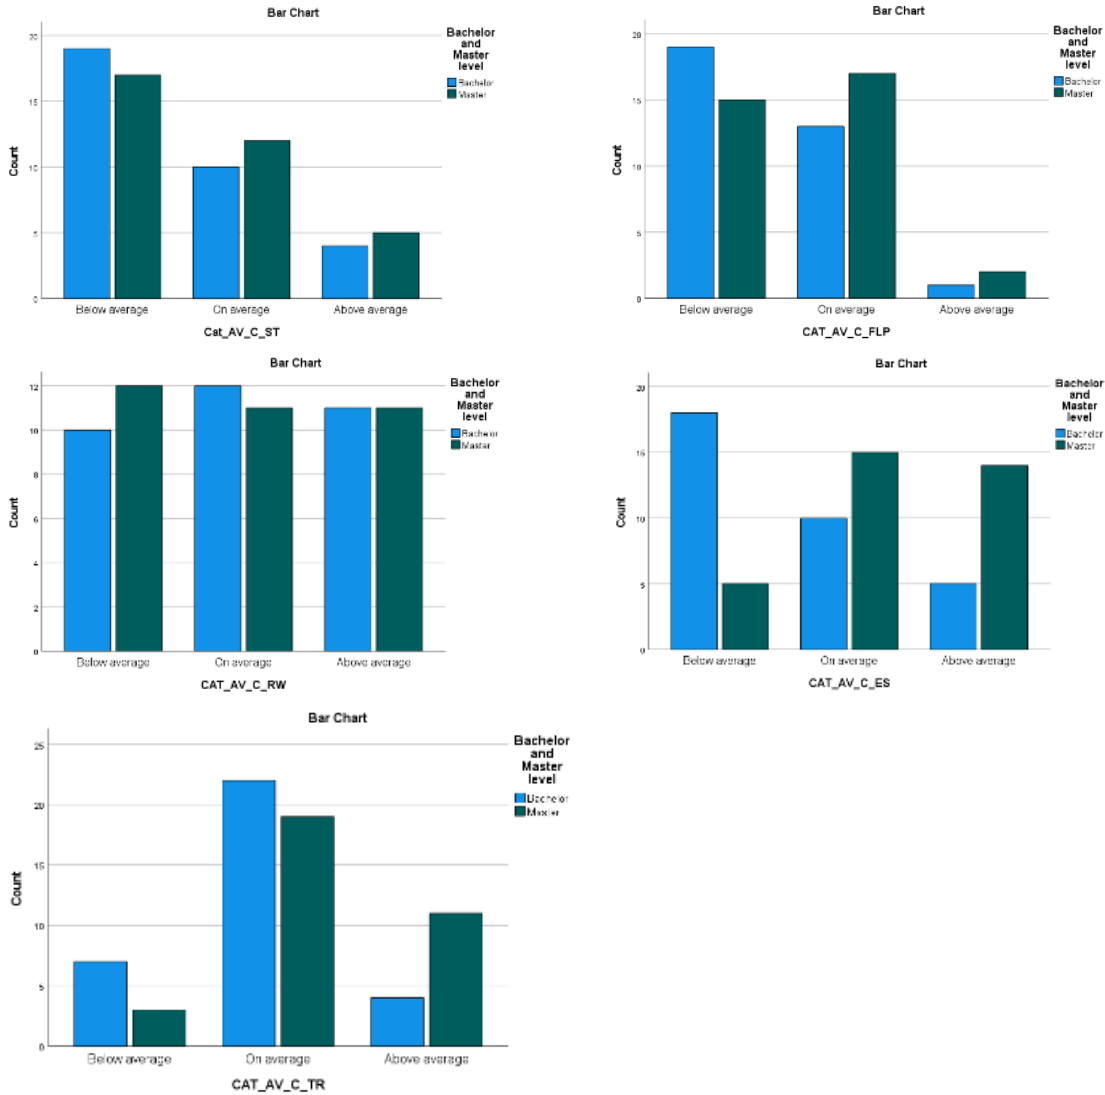 Bar Chart
Bachelor
and
Master
level
Bachelor
Master
20
15
10
5
0
Count
Below average
On average
Above average
Cat_AV_C_ST
Bar Chart
Bachelor
and
Master
level
Bachelor
Master
20
15
10
5
0
Count
Below average
On average
Above average
CAT_AV_C_FLP
Bar Chart
Bachelor
and
Master
level
Bachelor
Master
12
10
8
6
4
2
0
Count
Below average
On average
Above average
CAT_AV_C_RW
Bar Chart
Bachelor
and
Master
level
Bachelor
Master
20
15
10
5
0
Count
Below average
On average
Above average
CAT_AV_C_ES
Bar Chart
Bachelor
and
Master
level
Bachelor
Master
25
20
15
10
5
0
Count
Below average
On average
Above average
CAT_AV_C_TR